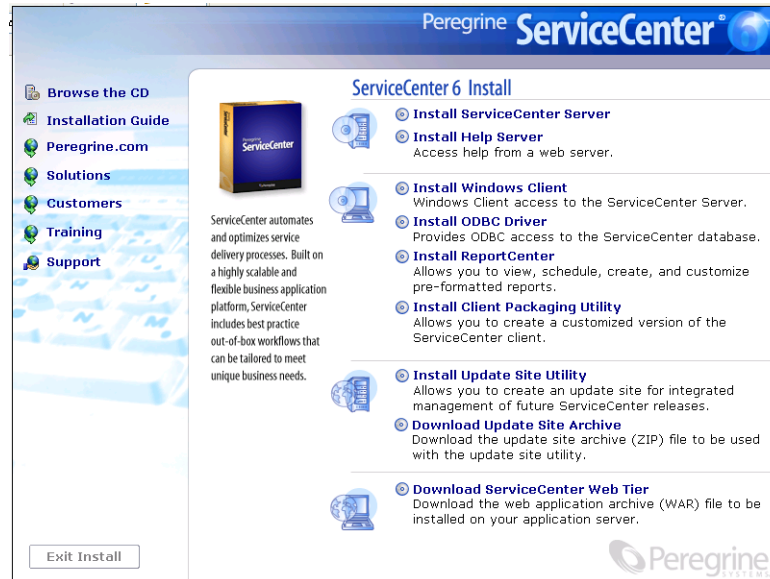 Peregrine ServiceCenter®
Browse the CD
Installation Guide
Peregrine.com
Solutions
Customers
Training
Support
Exit Install
Peregrine
ServiceCenter
ServiceCenter automates
and optimizes service
delivery processes. Built on
a highly scalable and
flexible business application
platform, ServiceCenter
includes best practice
out-of-box workflows that
can be tailored to meet
unique business needs.
ServiceCenter 6 Install
Install ServiceCenter Server
Install Help Server
Access help from a web server.
Install Windows Client
Windows Client access to the ServiceCenter Server.
Install ODBC Driver
Provides ODBC access to the ServiceCenter database.
Install ReportCenter
Allows you to view, schedule, create, and customize
pre-formatted reports.
Install Client Packaging Utility
Allows you to create a customized version of the
ServiceCenter client.
Install Update Site Utility
Allows you to create an update site for integrated
management of future ServiceCenter releases.
Download Update Site Archive
Download the update site archive (ZIP) file to be used
with the update site utility.
Download ServiceCenter Web Tier
Download the web application archive (WAR) file to be
installed on your application server.
Peregrine
SYSTEMS